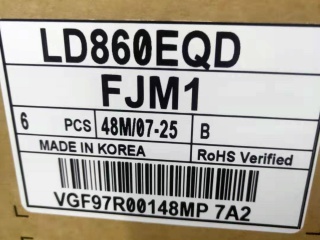 LD860EQD
FJM1
6 PCS 48M/07-25 B
MADE IN KOREA RoHS Verified
VGF97R00148MP 7A2